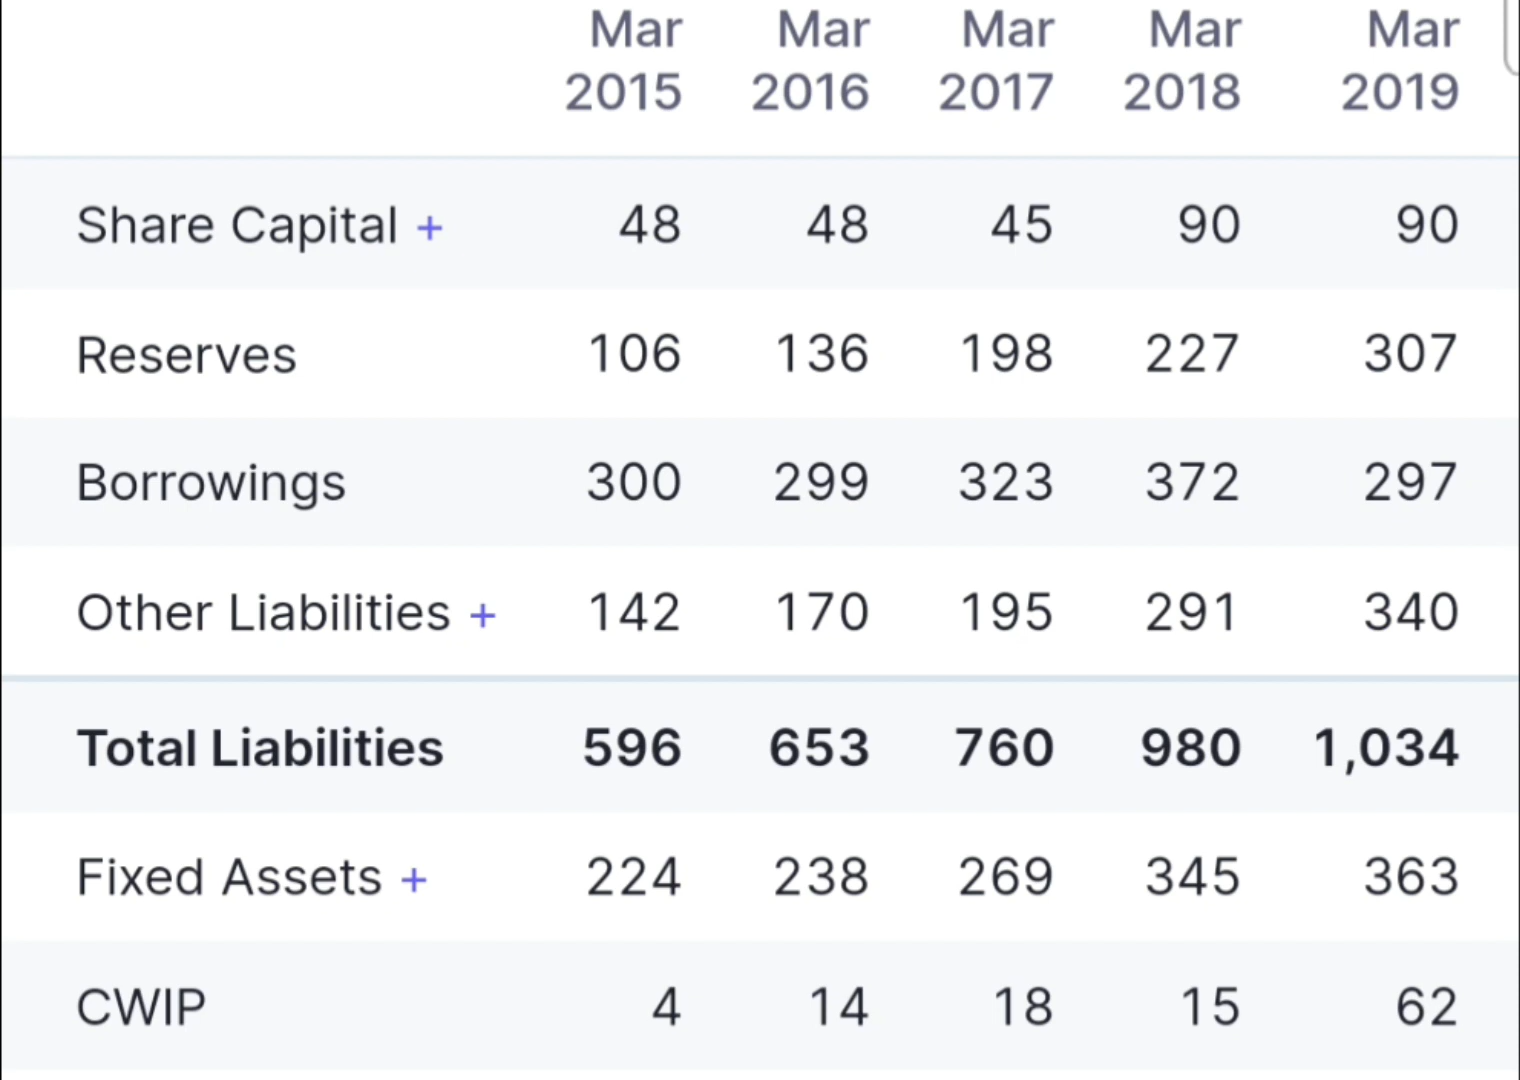 Mar 2015 Mar 2016 Mar 2017 Mar 2018 Mar 2019
Share Capital + 48 48 45 90 90
Reserves 106 136 198 227 307
Borrowings 300 299 323 372 297
Other Liabilities + 142 170 195 291 340
Total Liabilities 596 653 760 980 1,034
Fixed Assets + 224 238 269 345 363
CWIP 4 14 18 15 62